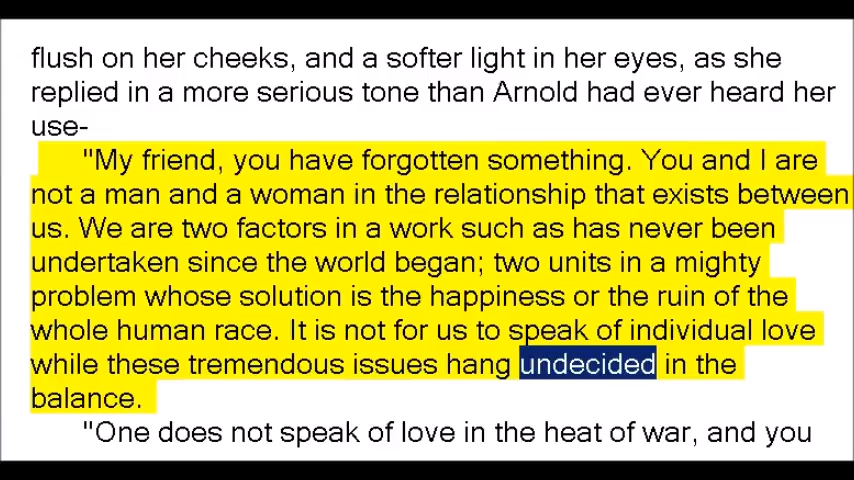 flush on her cheeks, and a softer light in her eyes, as she
replied in a more serious tone than Arnold had ever heard her
use-
"My friend, you have forgotten something. You and I are
not a man and a woman in the relationship that exists between
us. We are two factors in a work such as has never been
undertaken since the world began; two units in a mighty
problem whose solution is the happiness or the ruin of the
whole human race. It is not for us to speak of individual love
while these tremendous issues hang undecided in the
balance.
"One does not speak of love in the heat of war, and you